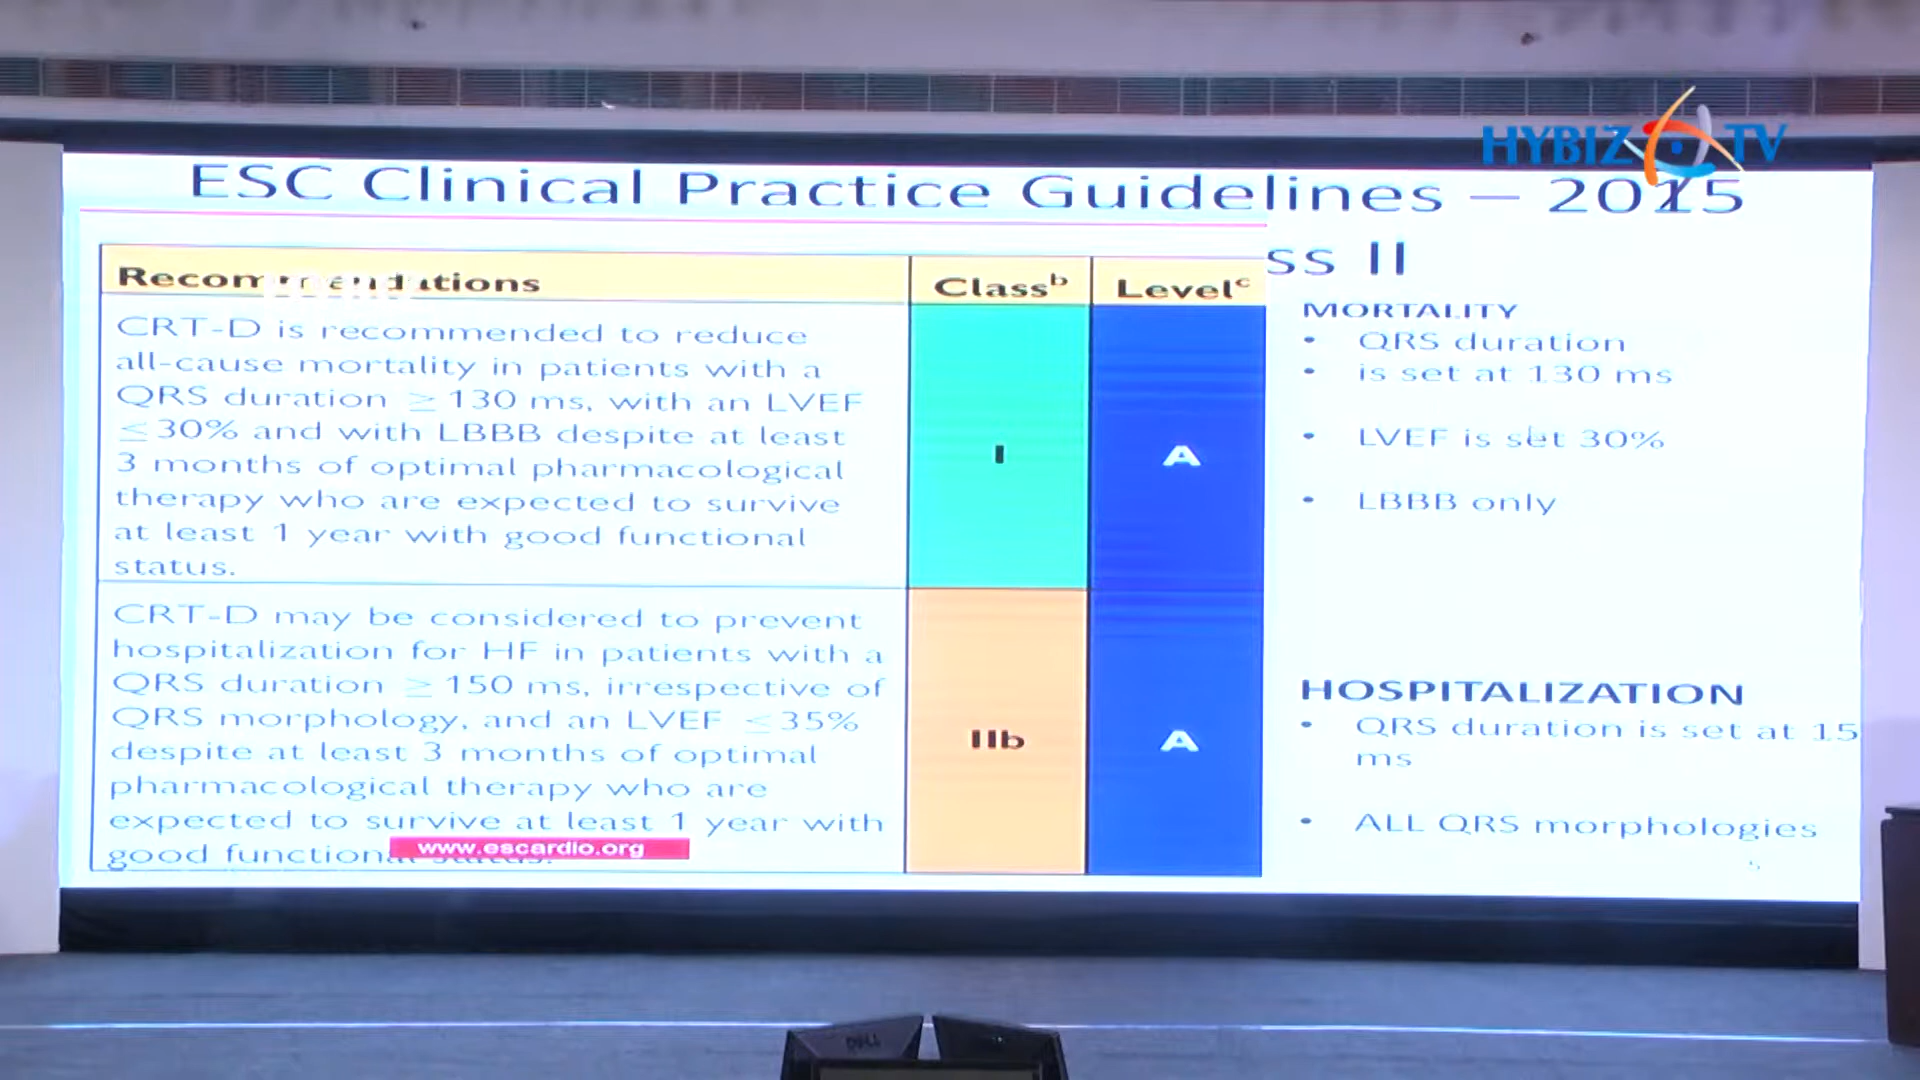 HYBIZ TV
ESC Clinical Practice Guidelines – 2015
ss II
Recommendations
Classᵇ
Levelᶜ
CRT-D is recommended to reduce
all-cause mortality in patients with a
QRS duration ≥ 130 ms, with an LVEF
≤ 30% and with LBBB despite at least
3 months of optimal pharmacological
therapy who are expected to survive
at least 1 year with good functional
status.
I
A
CRT-D may be considered to prevent
hospitalization for HF in patients with a
QRS duration ≥ 150 ms, irrespective of
QRS morphology, and an LVEF ≤ 35%
despite at least 3 months of optimal
pharmacological therapy who are
expected to survive at least 1 year with
good functional status.
IIb
A
www.escardio.org
MORTALITY
• QRS duration
• is set at 130 ms
• LVEF is set 30%
• LBBB only
HOSPITALIZATION
• QRS duration is set at 15
ms
• ALL QRS morphologies
DELL